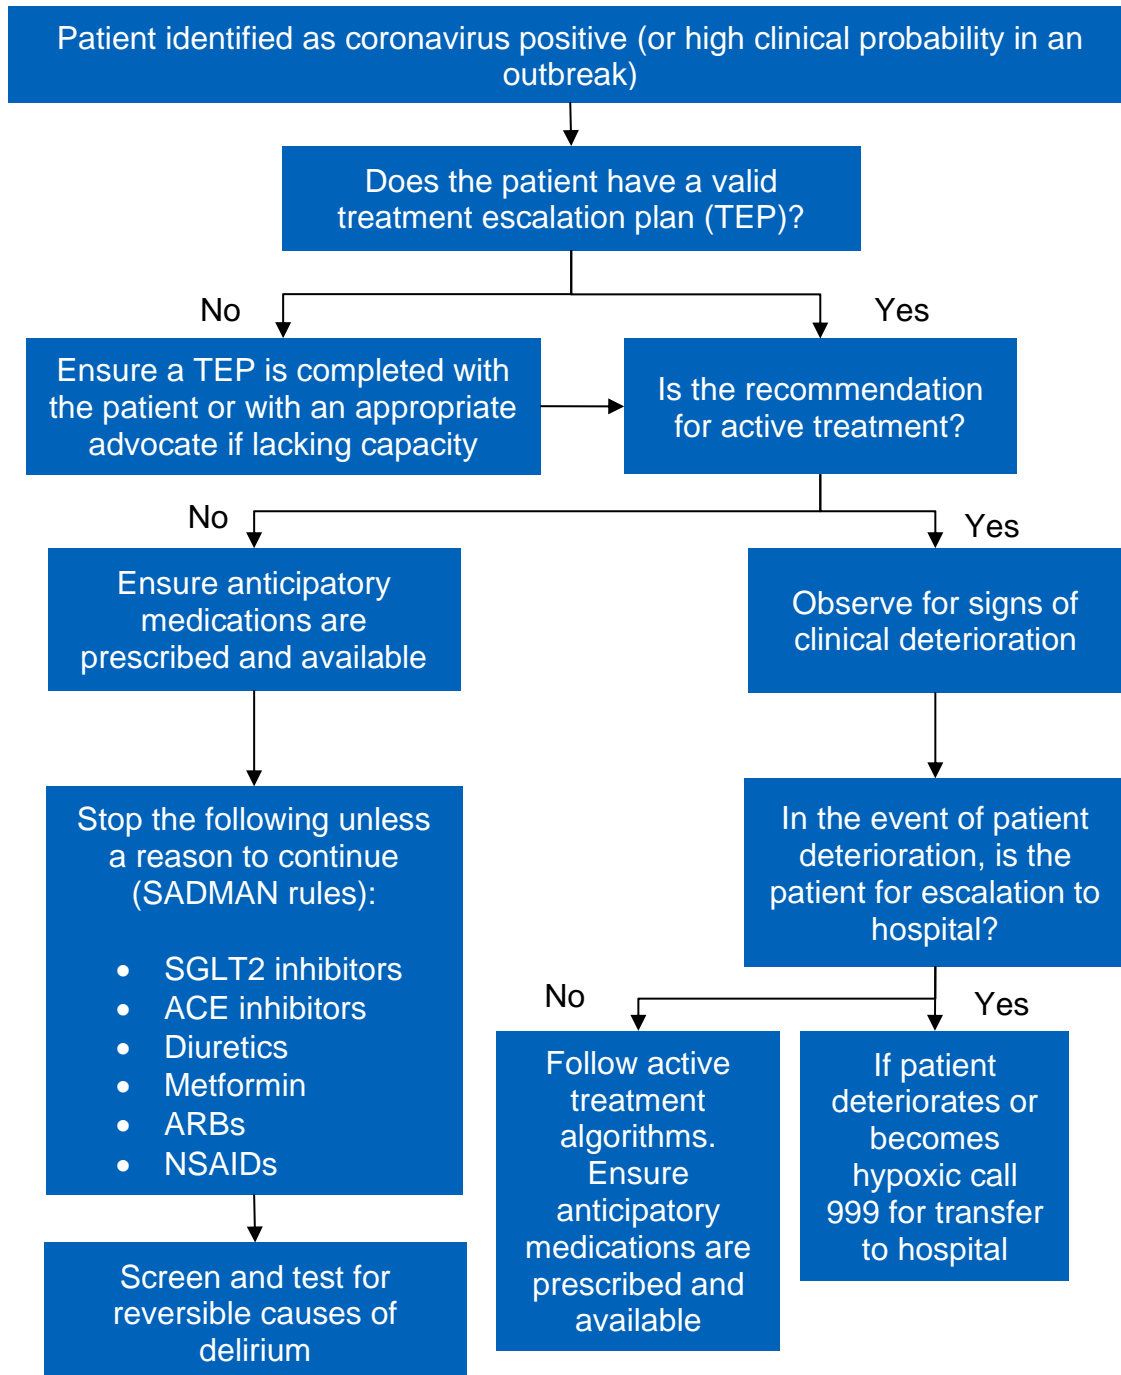 Patient identified as coronavirus positive (or high clinical probability in an
outbreak)
Does the patient have a valid
treatment escalation plan (TEP)?
No
Yes
Ensure a TEP is completed with
the patient or with an appropriate
advocate if lacking capacity
Is the recommendation
for active treatment?
No
Yes
Ensure anticipatory
medications are
prescribed and available
Observe for signs of
clinical deterioration
Stop the following unless
a reason to continue
(SADMAN rules):
• SGLT2 inhibitors
• ACE inhibitors
• Diuretics
• Metformin
• ARBs
• NSAIDs
In the event of patient
deterioration, is the
patient for escalation to
hospital?
No
Yes
Follow active
treatment
algorithms.
Ensure
anticipatory
medications are
prescribed and
available
If patient
deteriorates or
becomes
hypoxic call
999 for transfer
to hospital
Screen and test for
reversible causes of
delirium